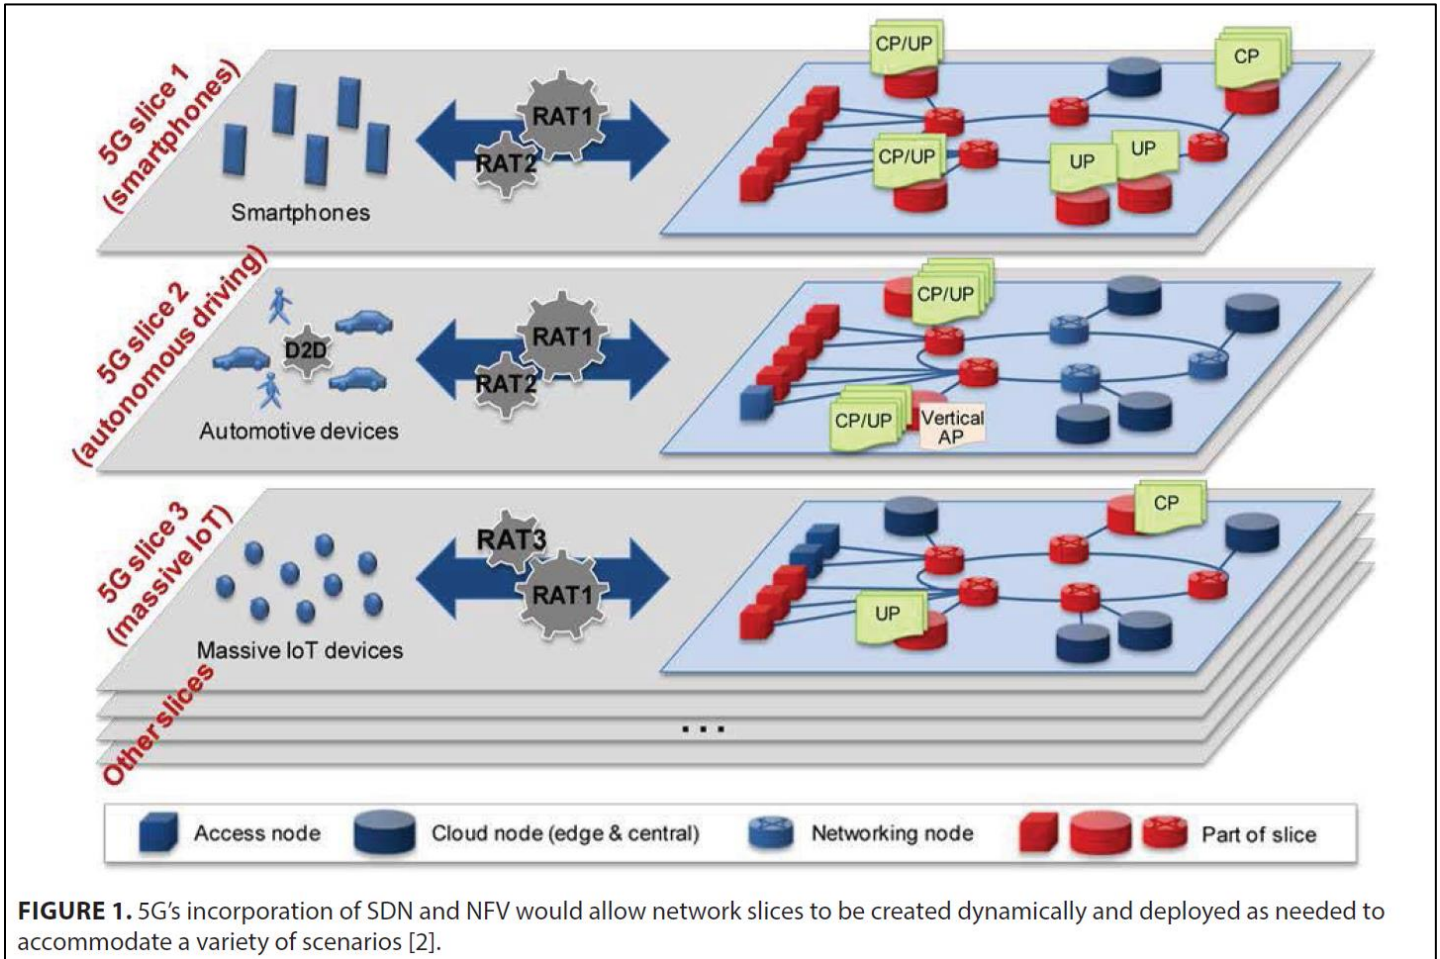 5G slice 1
(smartphones)
Smartphones
RAT1
RAT2
CP/UP
CP/UP
CP
UP
UP
5G slice 2
(autonomous driving)
D2D
Automotive devices
RAT1
RAT2
CP/UP
CP/UP
Vertical
AP
5G slice 3
(massive IoT)
Massive IoT devices
RAT3
RAT1
CP
UP
Other slices
...
Access node
Cloud node (edge & central)
Networking node
Part of slice
FIGURE 1. 5G's incorporation of SDN and NFV would allow network slices to be created dynamically and deployed as needed to
accommodate a variety of scenarios [2].